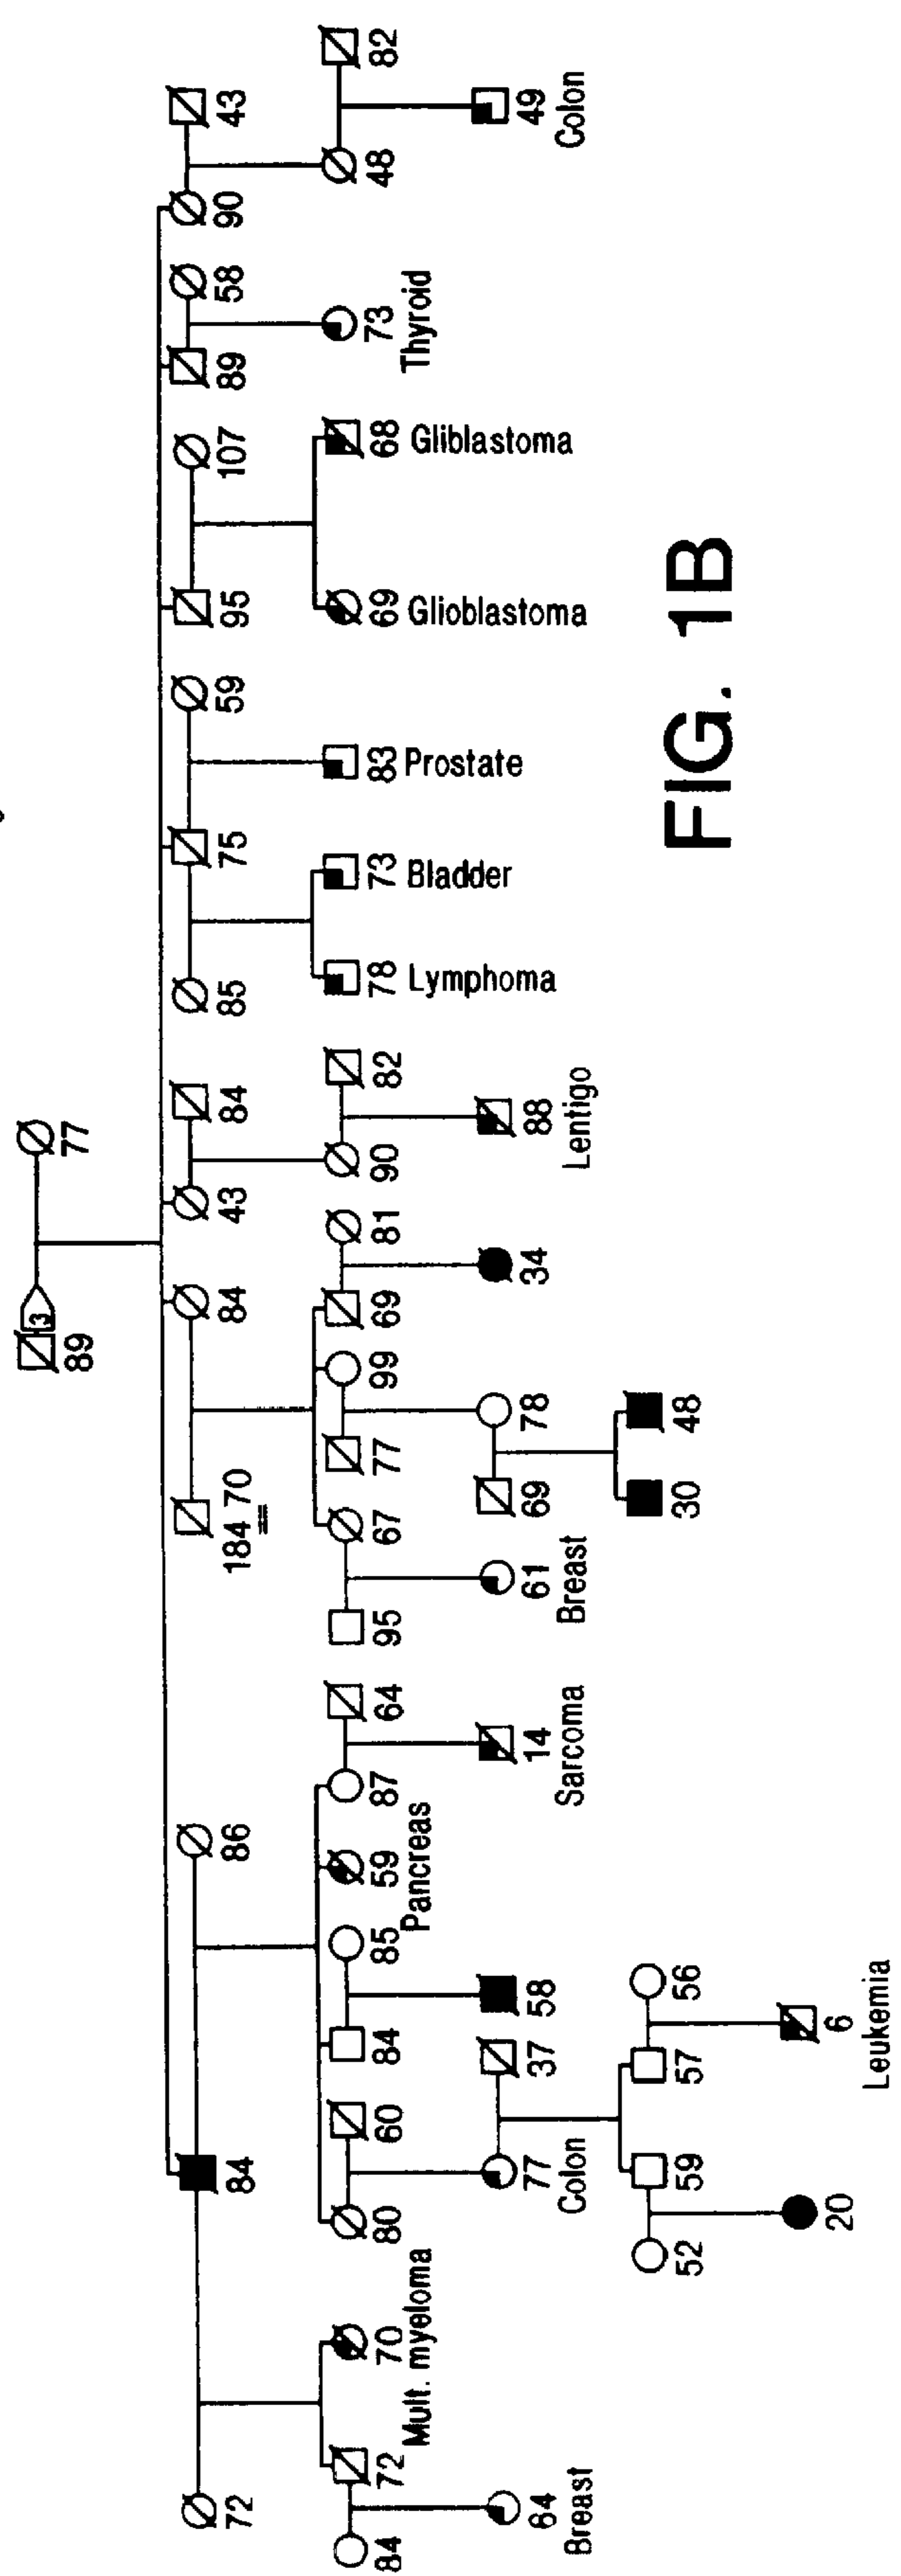 3
89 77
72 84 86 184 70 84 43 84 85 75 59 95 107 89 58 90 43
84 72 70 80 60 84 85 59 87 64 95 67 77 99 69 81 90 82 78 Lymphoma 73 Bladder 83 Prostate 69 Glioblastoma 68 Gliblastoma 73 48 82
Mult. myeloma Pancreas Thyroid
64 77 37 58 14 61 69 78 34 88 49
Breast Colon Sarcoma Breast Lentigo Colon
52 59 57 56 30 48
20 6
Leukemia
FIG. 1B